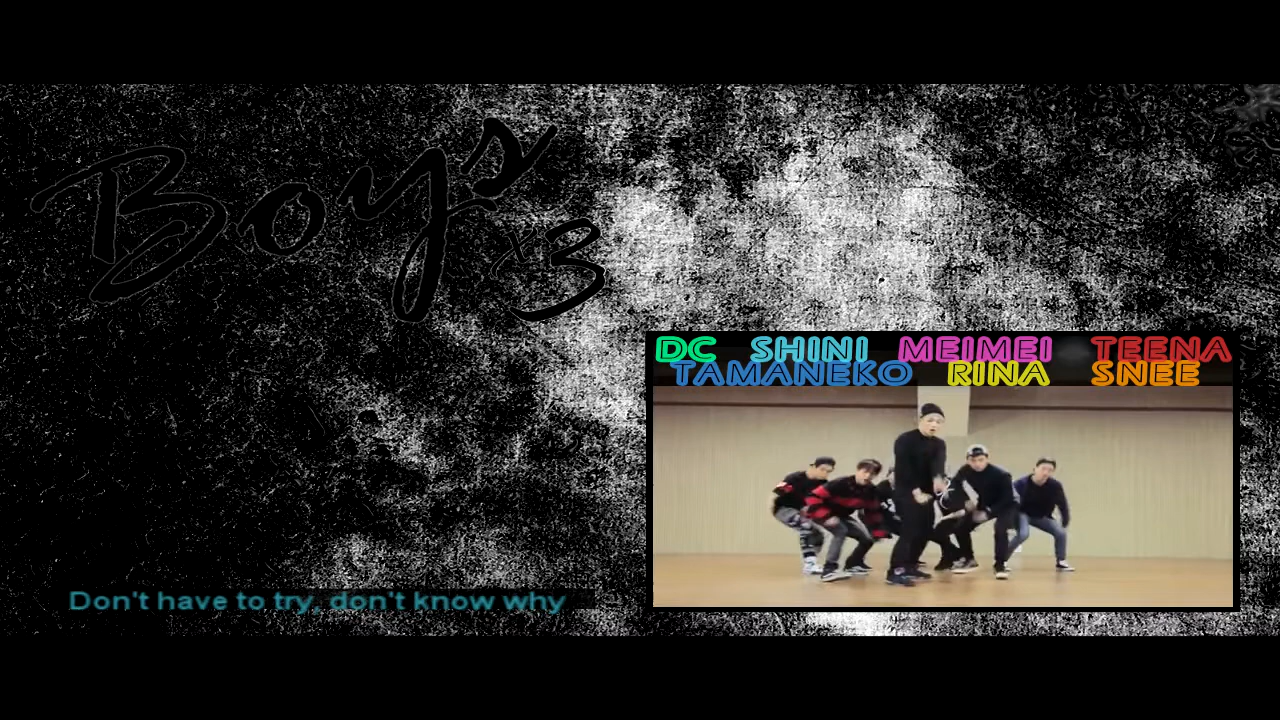 Boys
x3
DC SHINI MEIMEI TEENA
TAMANEKO RINA SNEE
Don't have to try, don't know why